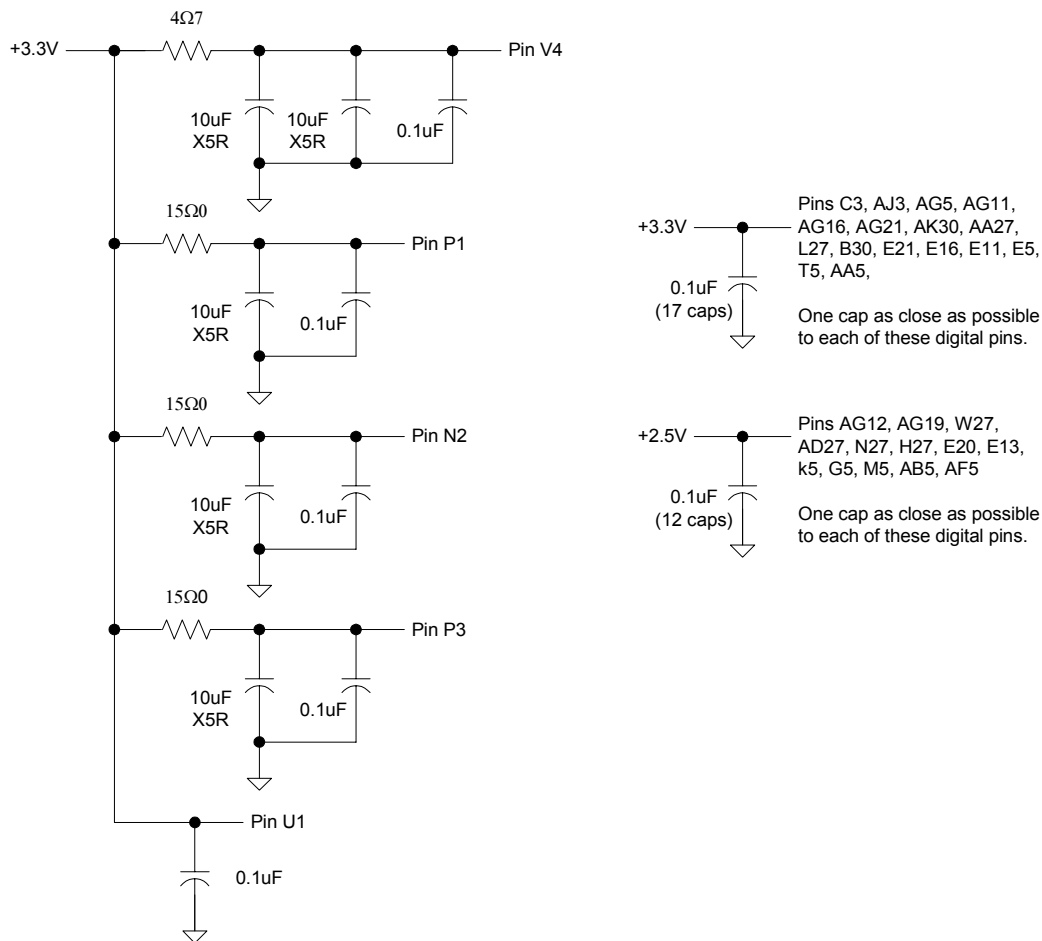 4Ω7
+3.3V
Pin V4
10uF
X5R
10uF
X5R
0.1uF
15Ω0
Pin P1
10uF
X5R
0.1uF
15Ω0
Pin N2
10uF
X5R
0.1uF
15Ω0
Pin P3
10uF
X5R
0.1uF
Pin U1
0.1uF
+3.3V
0.1uF
(17 caps)
Pins C3, AJ3, AG5, AG11,
AG16, AG21, AK30, AA27,
L27, B30, E21, E16, E11, E5,
T5, AA5,
One cap as close as possible
to each of these digital pins.
+2.5V
0.1uF
(12 caps)
Pins AG12, AG19, W27,
AD27, N27, H27, E20, E13,
k5, G5, M5, AB5, AF5
One cap as close as possible
to each of these digital pins.